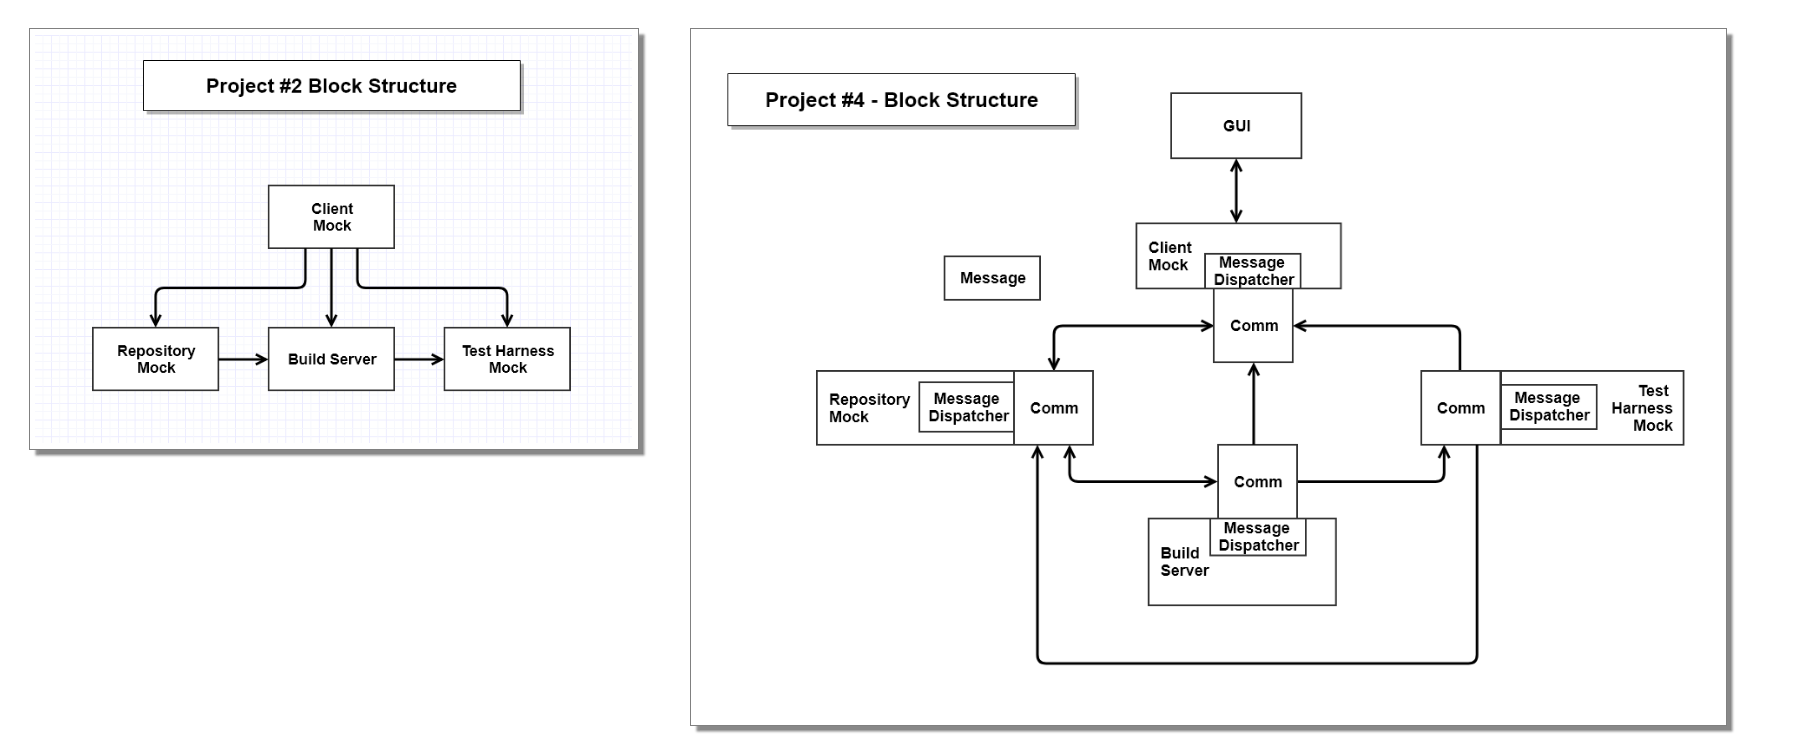 Project #2 Block Structure
Client
Mock
Repository
Mock
Build Server
Test Harness
Mock
Project #4 - Block Structure
GUI
Client
Mock
Message
Dispatcher
Message
Comm
Repository
Mock
Message
Dispatcher
Comm
Comm
Message
Dispatcher
Test
Harness
Mock
Comm
Message
Dispatcher
Build
Server